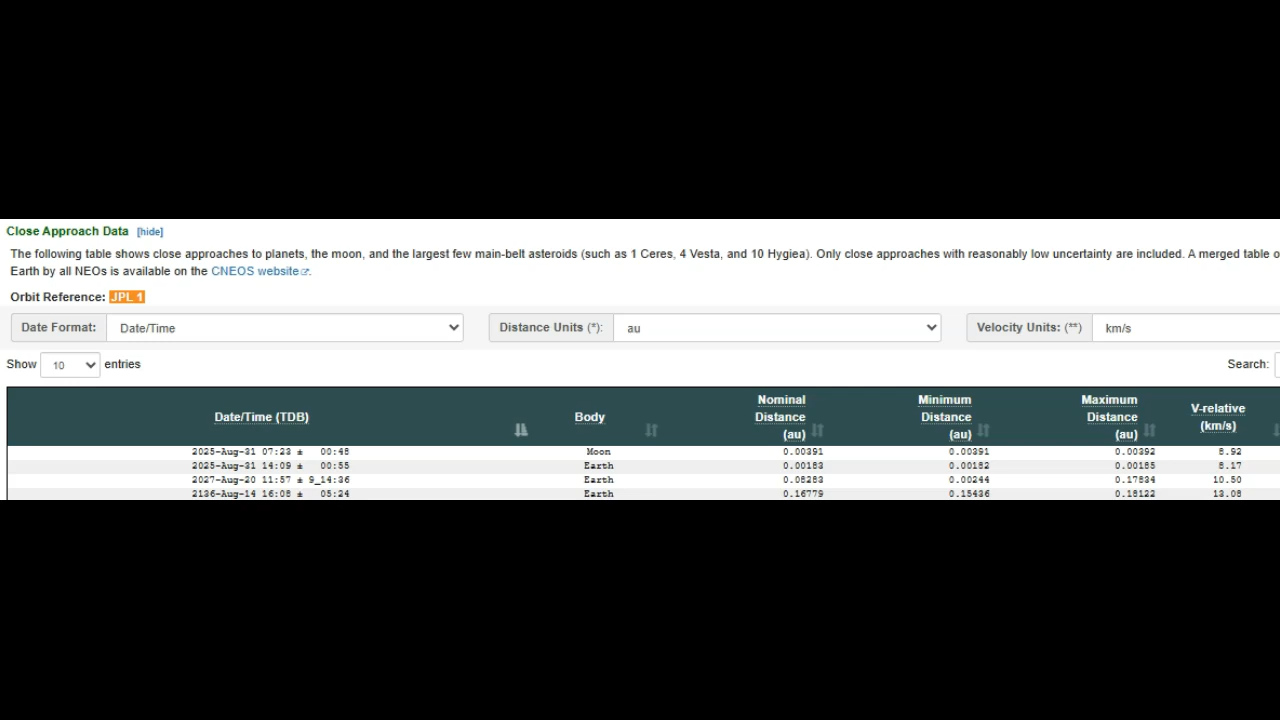 Close Approach Data [hide]
The following table shows close approaches to planets, the moon, and the largest few main-belt asteroids (such as 1 Ceres, 4 Vesta, and 10 Hygiea). Only close approaches with reasonably low uncertainty are included. A merged table o
Earth by all NEOs is available on the CNEOS website.
Orbit Reference: JPL 1
Date Format: Date/Time Distance Units (*): au Velocity Units: (**) km/s
Show 10 entries Search:
Date/Time (TDB) Body Nominal Distance (au) Minimum Distance (au) Maximum Distance (au) V-relative (km/s)
2025-Aug-31 07:23 ± 00:48 Moon 0.00391 0.00391 0.00392 8.92
2025-Aug-31 14:09 ± 00:55 Earth 0.00183 0.00182 0.00185 8.17
2027-Aug-20 11:57 ± 9_14:36 Earth 0.08283 0.00244 0.17834 10.50
2136-Aug-14 16:08 ± 05:24 Earth 0.16779 0.15436 0.18122 13.08